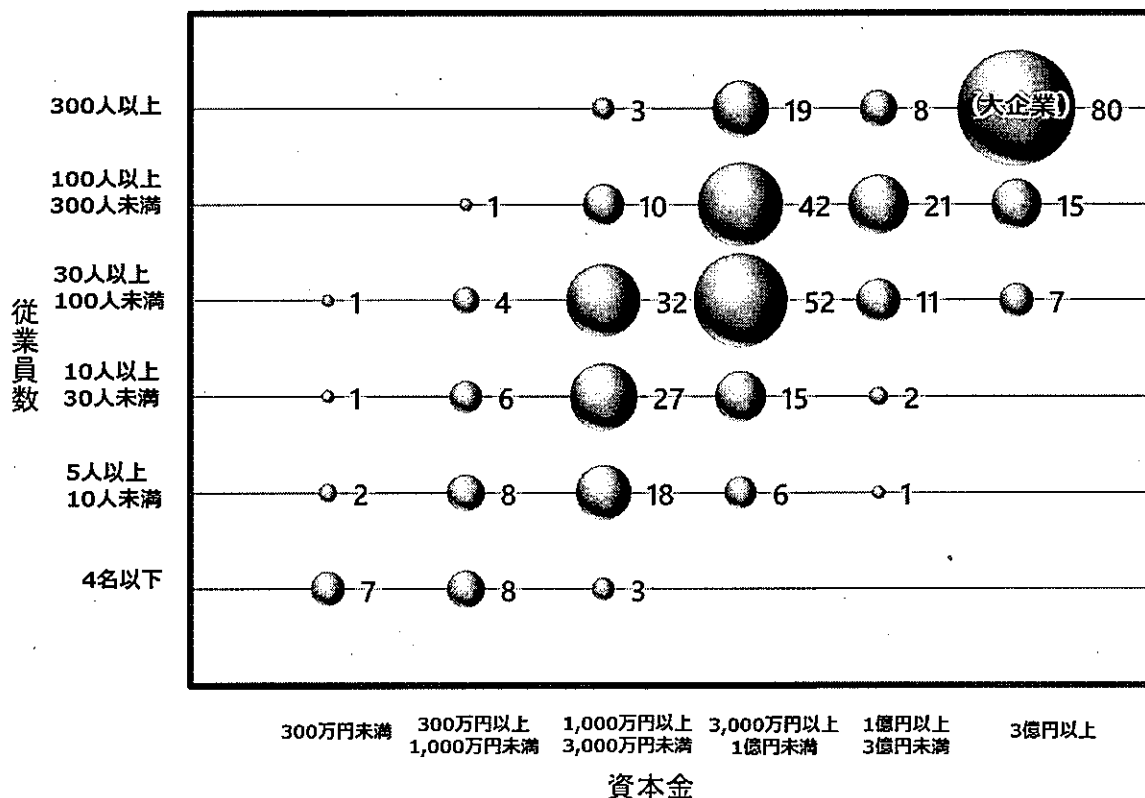 300人以上
3
19
8
(大企業)
80
100人以上
300人未満
1
10
42
21
15
30人以上
100人未満
1
4
32
52
11
7
10人以上
30人未満
1
6
27
15
2
5人以上
10人未満
2
8
18
6
1
4名以下
7
8
3
従業員数
300万円未満
300万円以上
1,000万円未満
1,000万円以上
3,000万円未満
3,000万円以上
1億円未満
1億円以上
3億円未満
3億円以上
資本金